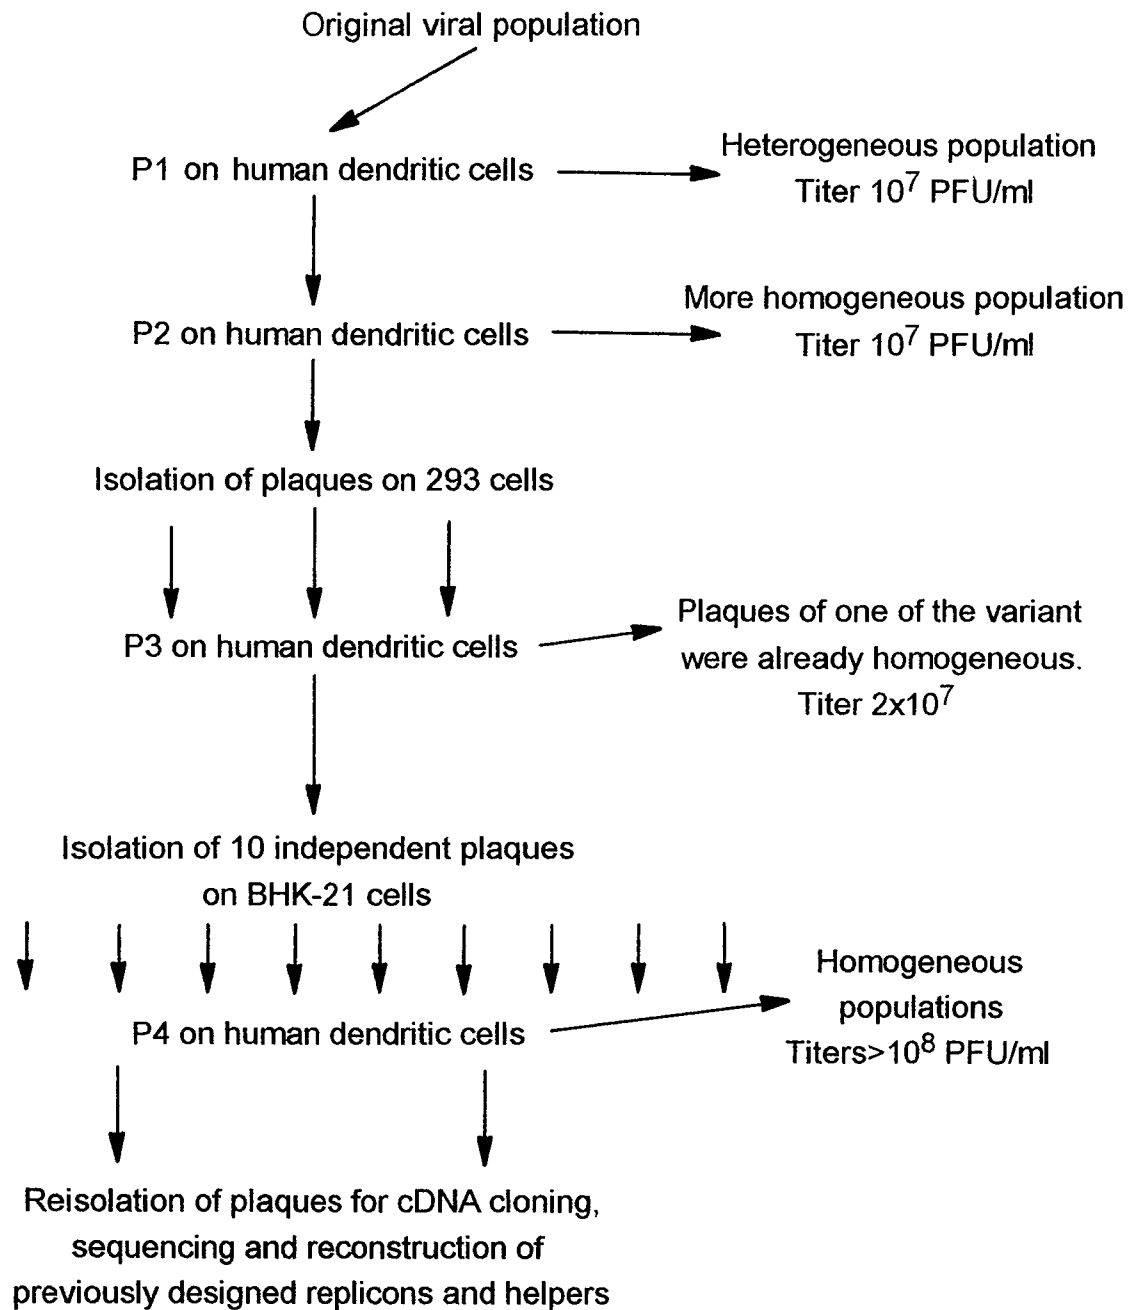 Original viral population
P1 on human dendritic cells
Heterogeneous population
Titer 10⁷ PFU/ml
P2 on human dendritic cells
More homogeneous population
Titer 10⁷ PFU/ml
Isolation of plaques on 293 cells
P3 on human dendritic cells
Plaques of one of the variant
were already homogeneous.
Titer 2x10⁷
Isolation of 10 independent plaques
on BHK-21 cells
P4 on human dendritic cells
Homogeneous
populations
Titers>10⁸ PFU/ml
Reisolation of plaques for cDNA cloning,
sequencing and reconstruction of
previously designed replicons and helpers